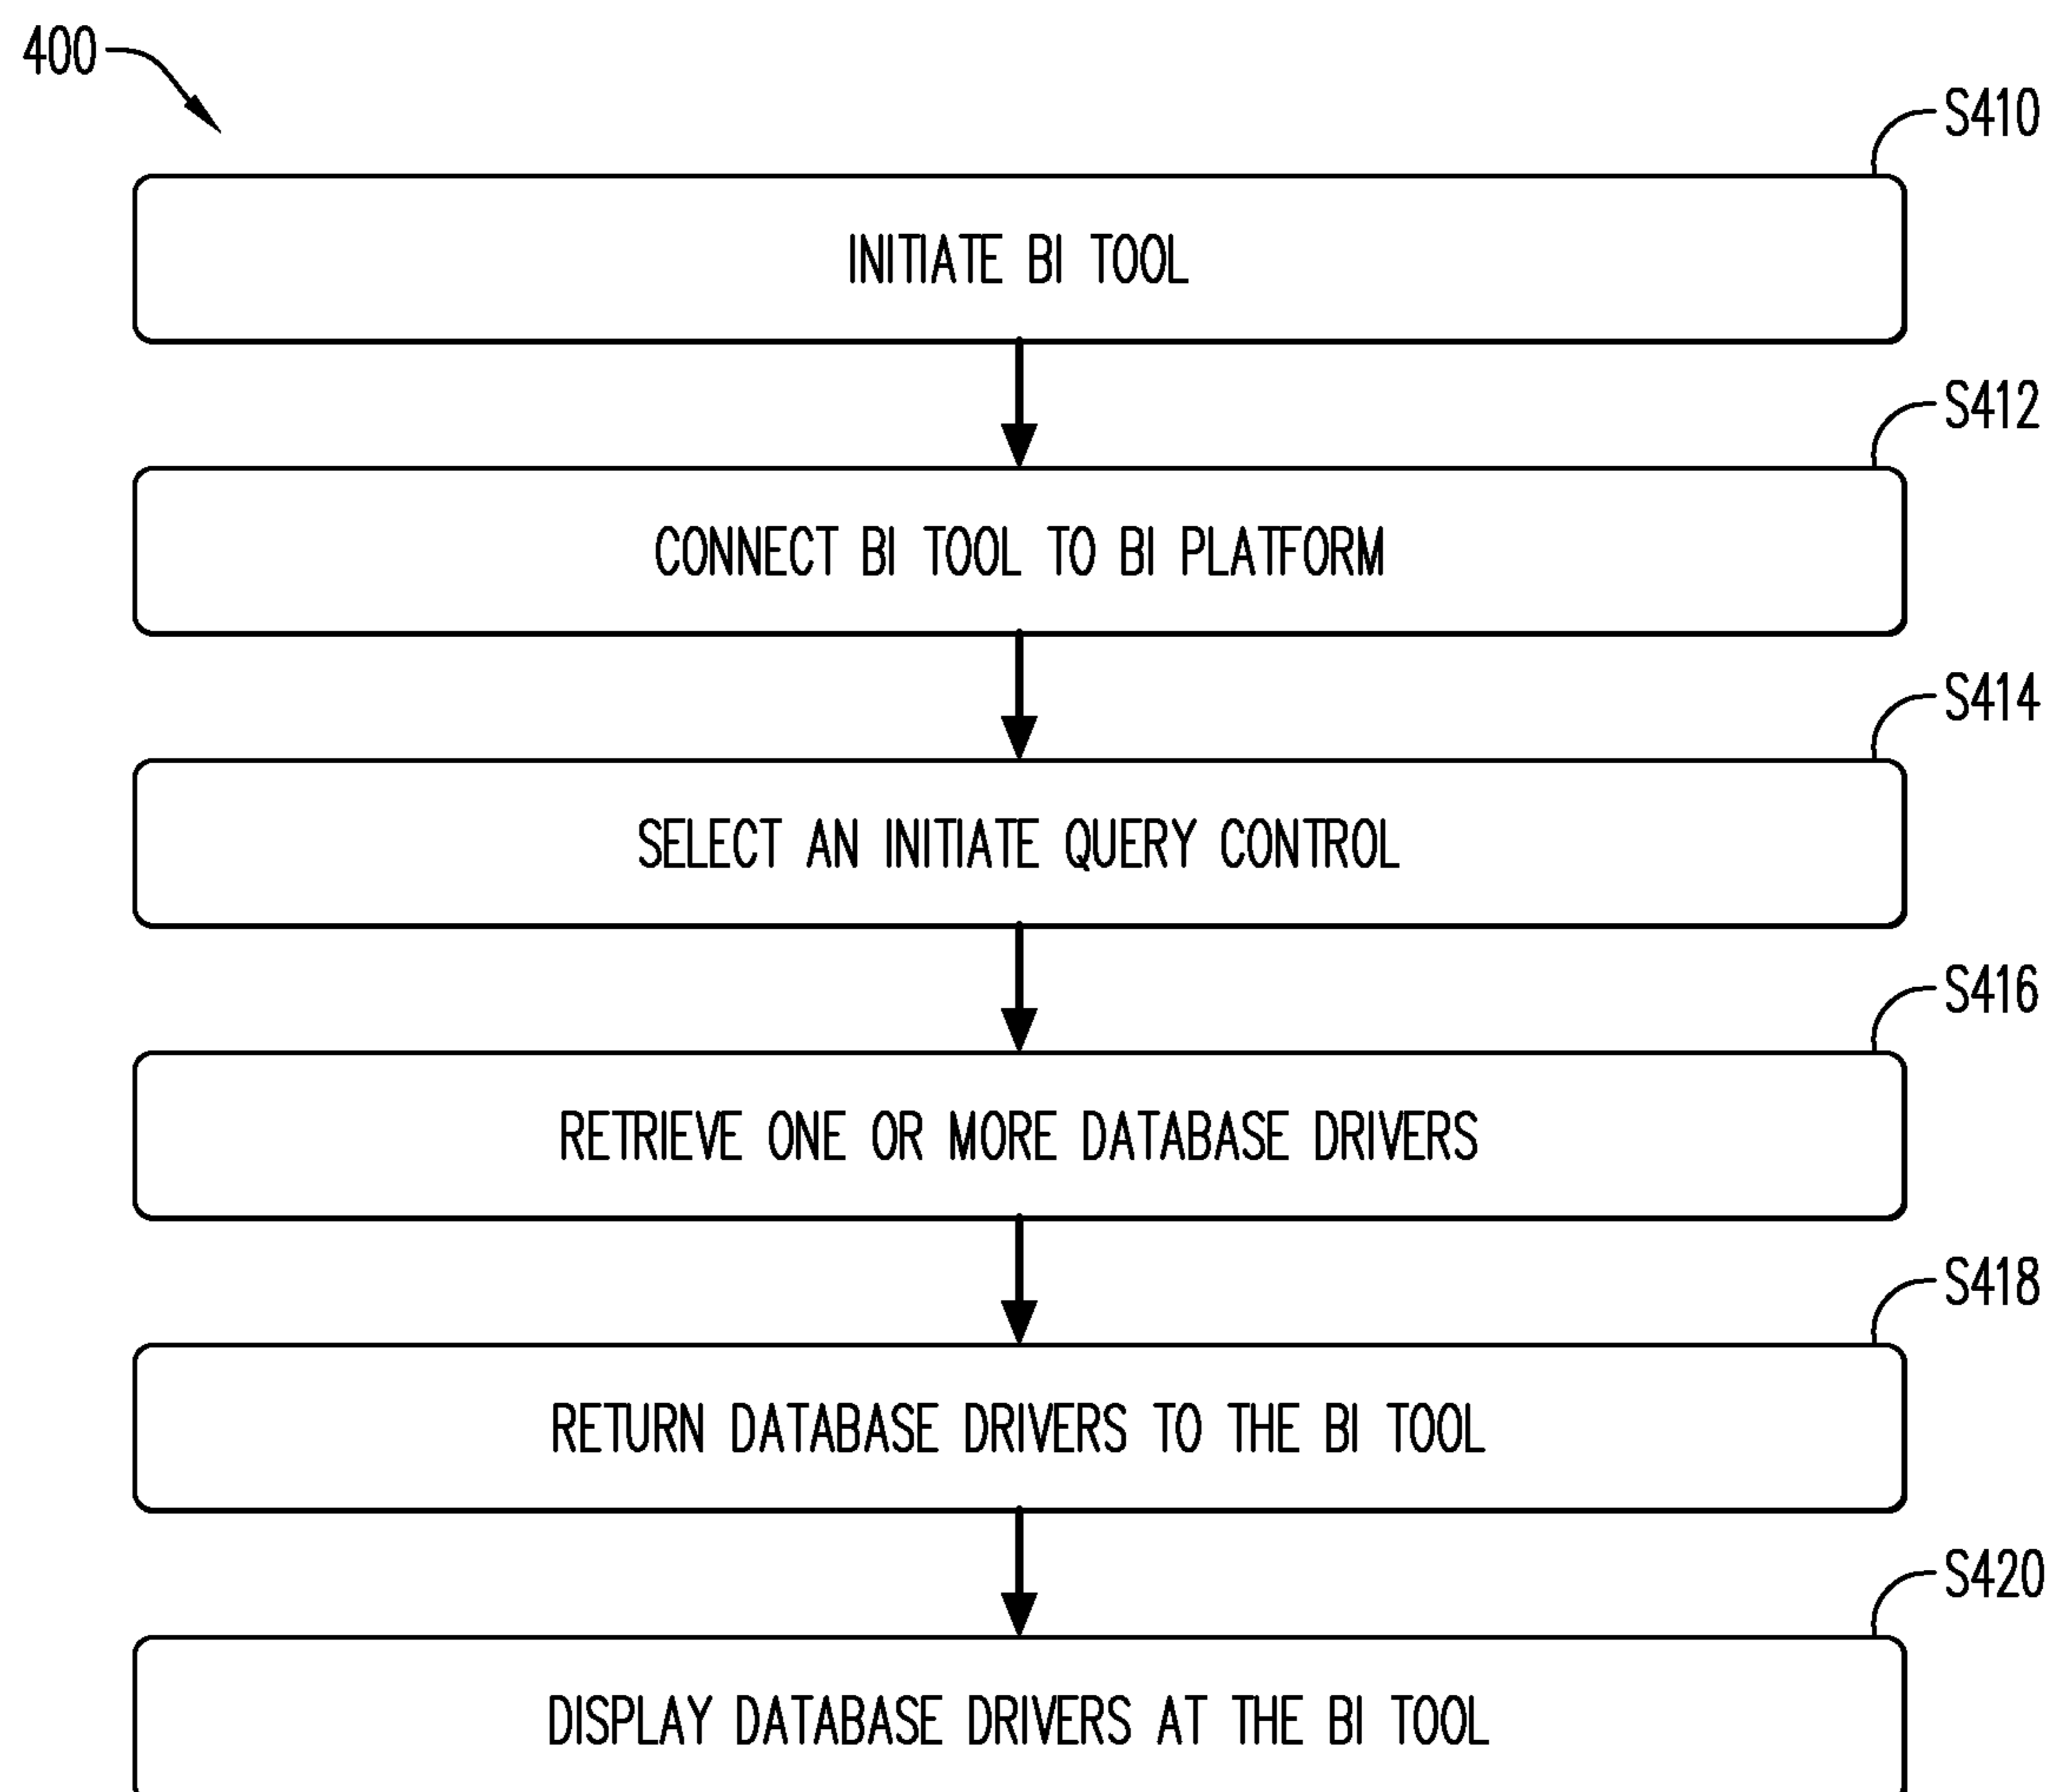 400
S410
INITIATE BI TOOL
S412
CONNECT BI TOOL TO BI PLATFORM
S414
SELECT AN INITIATE QUERY CONTROL
S416
RETRIEVE ONE OR MORE DATABASE DRIVERS
S418
RETURN DATABASE DRIVERS TO THE BI TOOL
S420
DISPLAY DATABASE DRIVERS AT THE BI TOOL